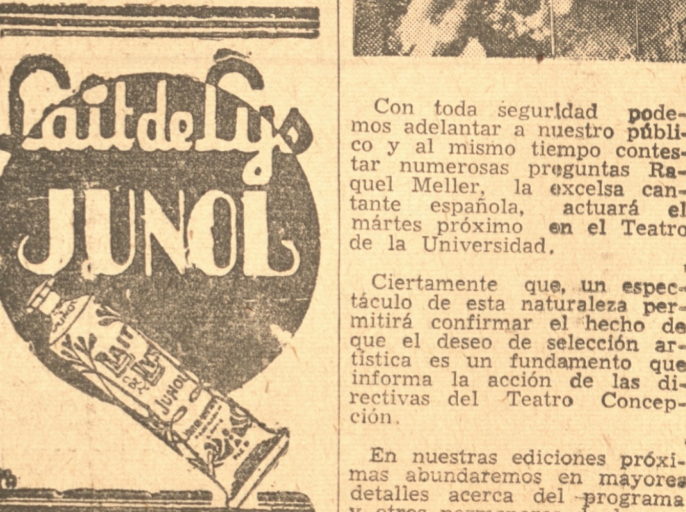 Lait de Lys
JUNOL
LAIT
DE LYS
JUNOL
Con toda seguridad pode-
mos adelantar a nuestro públi-
co y al mismo tiempo contes-
tar numerosas preguntas Ra-
quel Meller, la excelsa can-
tante española, actuará el
mártes próximo en el Teatro
de la Universidad.
Ciertamente que, un espec-
táculo de esta naturaleza per-
mitirá confirmar el hecho de
que el deseo de selección ar-
tística es un fundamento que
informa la acción de las di-
rectivas del Teatro Concep-
ción.
En nuestras ediciones próxi-
mas abundaremos en mayores
detalles acerca del programa